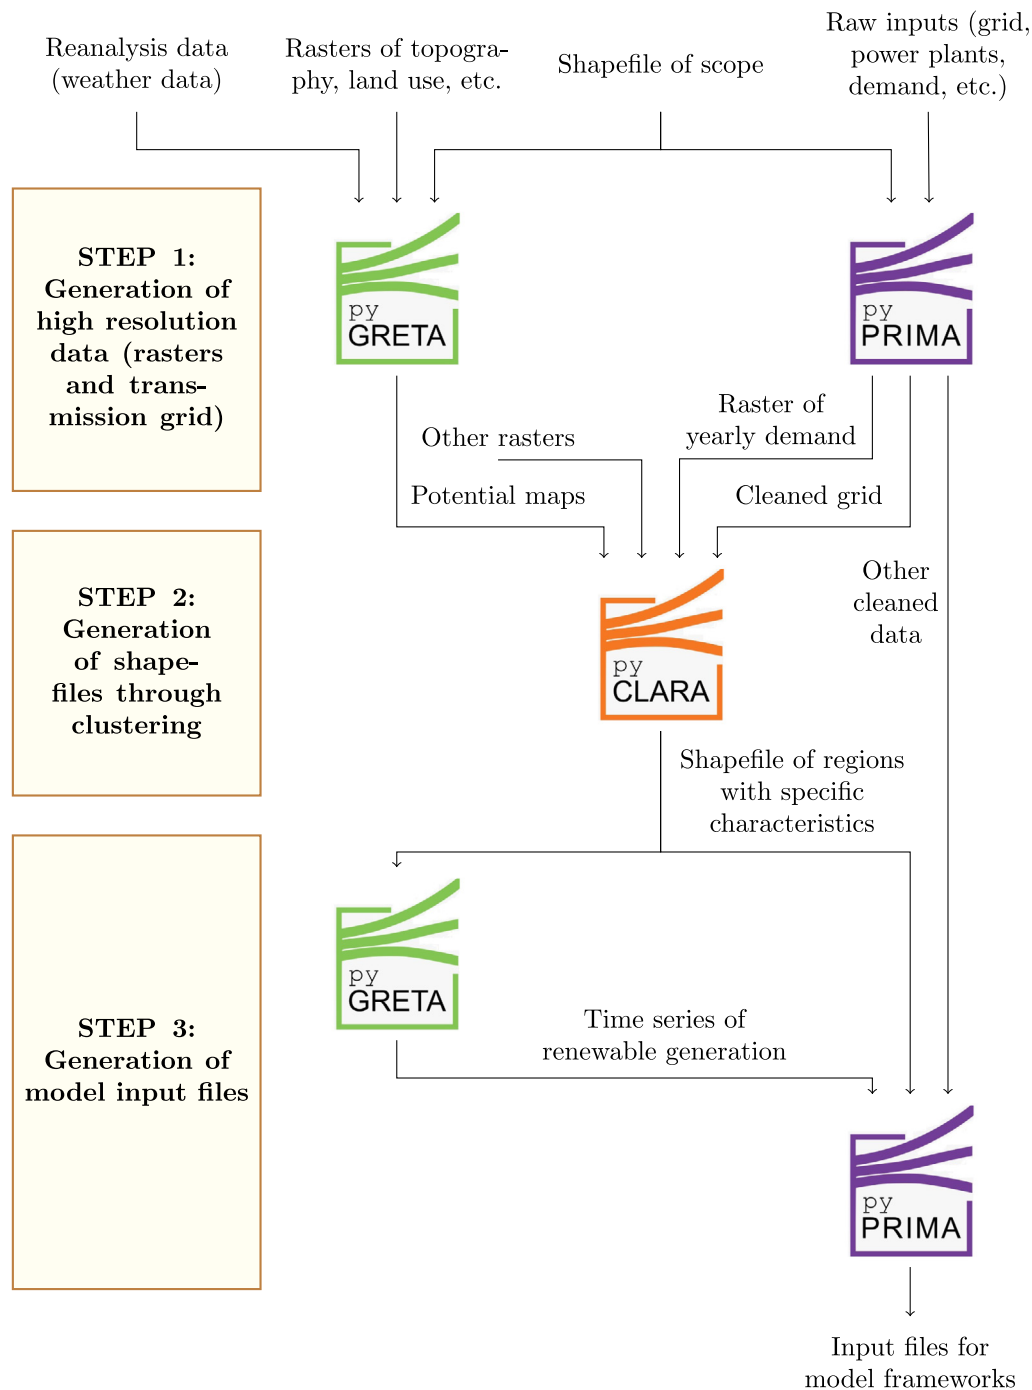 Reanalysis data
(weather data)
Rasters of topogra-
phy, land use, etc.
Shapefile of scope
Raw inputs (grid,
power plants,
demand, etc.)
STEP 1:
Generation of
high resolution
data (rasters
and trans-
mission grid)
py
GRETA
py
PRIMA
Other rasters
Potential maps
Raster of
yearly demand
Cleaned grid
STEP 2:
Generation
of shape-
files through
clustering
py
CLARA
Other
cleaned
data
Shapefile of regions
with specific
characteristics
STEP 3:
Generation of
model input files
py
GRETA
Time series of
renewable generation
py
PRIMA
Input files for
model frameworks